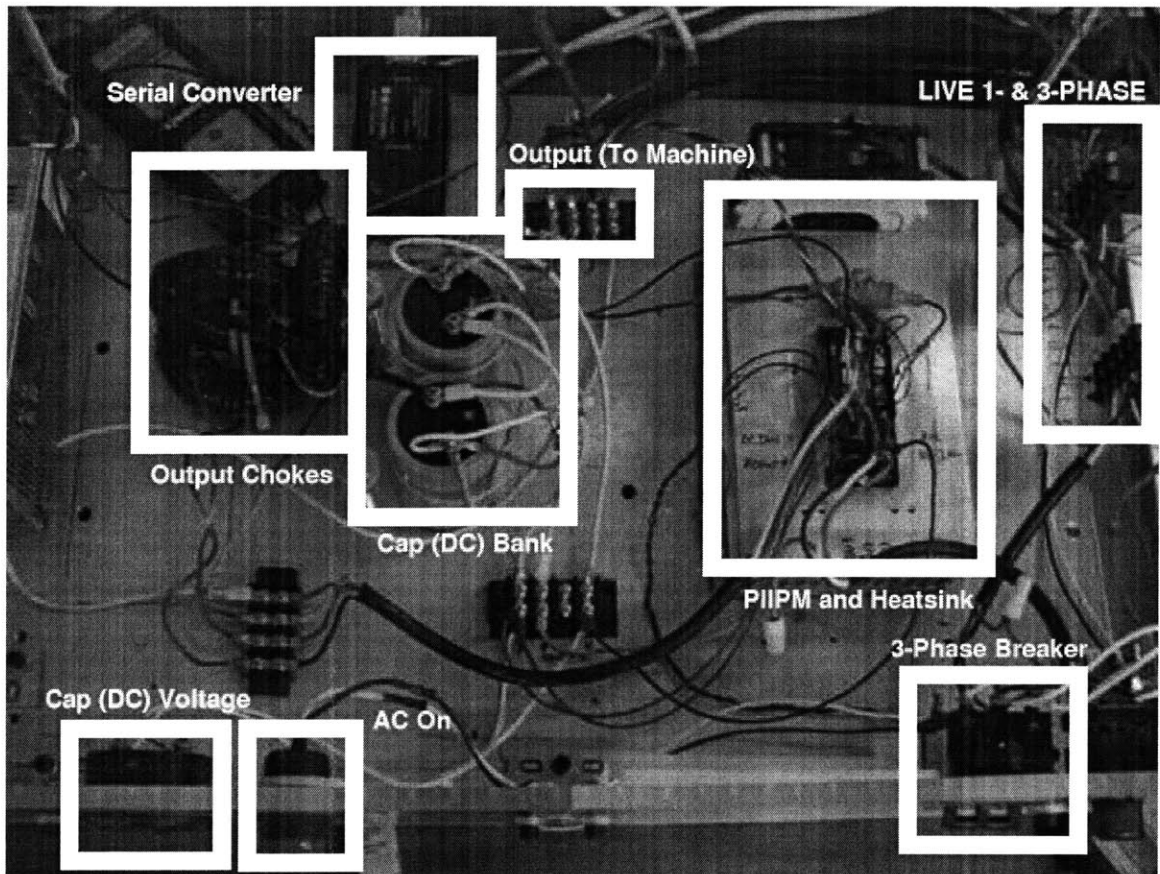 Serial Converter
LIVE 1- & 3-PHASE
Output (To Machine)
Output Chokes
Cap (DC) Bank
PIIPM and Heatsink
3-Phase Breaker
Cap (DC) Voltage
AC On